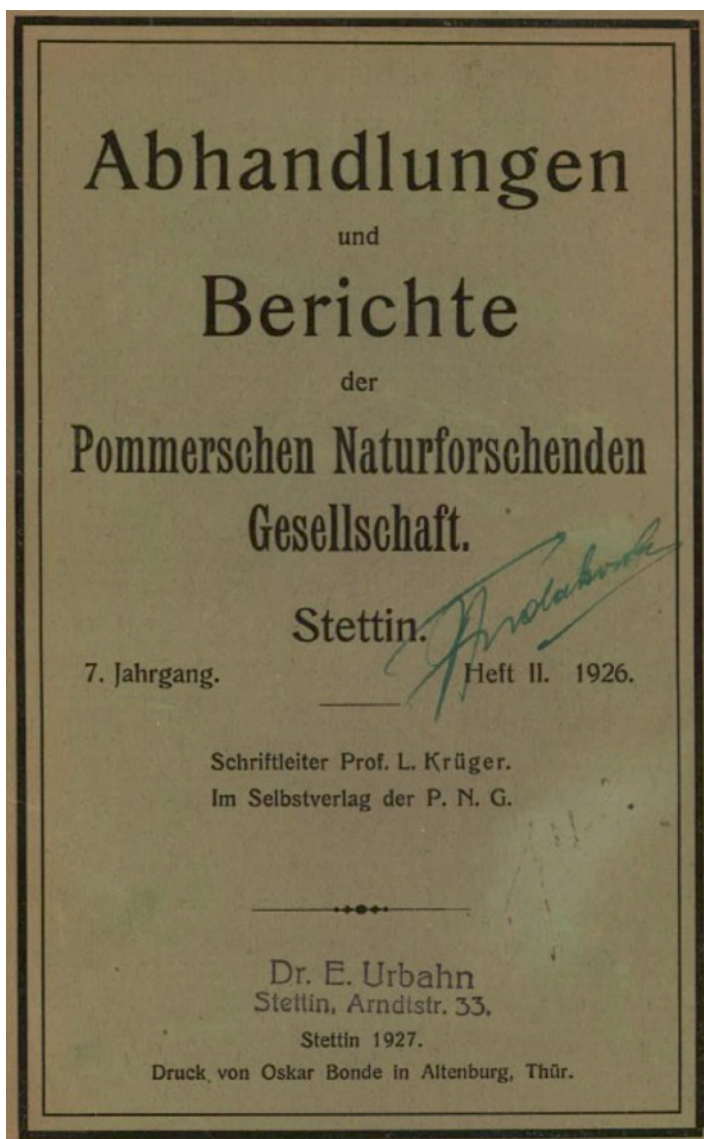 Abhandlungen
und
Berichte
der
Pommerschen Naturforschenden
Gesellschaft.
Stettin.
7. Jahrgang. Heft II. 1926.
Schriftleiter Prof. L. Krüger.
Im Selbstverlag der P. N. G.
Dr. E. Urbahn
Stettin, Arndtstr. 33.
Stettin 1927.
Druck von Oskar Bonde in Altenburg, Thür.